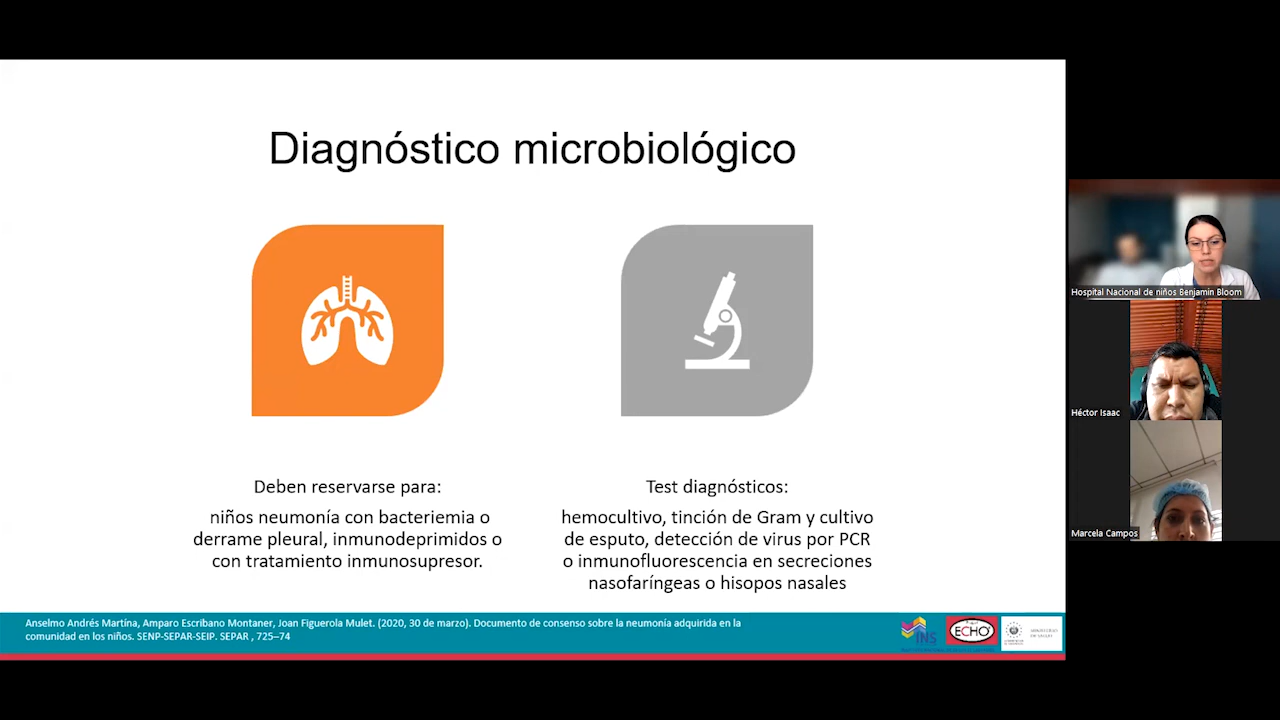 Diagnóstico microbiológico
Deben reservarse para:
niños neumonía con bacteriemia o
derrame pleural, inmunodeprimidos o
con tratamiento inmunosupresor.
Test diagnósticos:
hemocultivo, tinción de Gram y cultivo
de esputo, detección de virus por PCR
o inmunofluorescencia en secreciones
nasofaríngeas o hisopos nasales
Anselmo Andrés Martína, Amparo Escribano Montaner, Joan Figuerola Mulet. (2020, 30 de marzo). Documento de consenso sobre la neumonía adquirida en la
comunidad en los niños. SENP-SEPAR-SEIP. SEPAR , 725–74
INS
ECHO
Hospital Nacional de niños Benjamin Bloom
Héctor Isaac
Marcela Campos